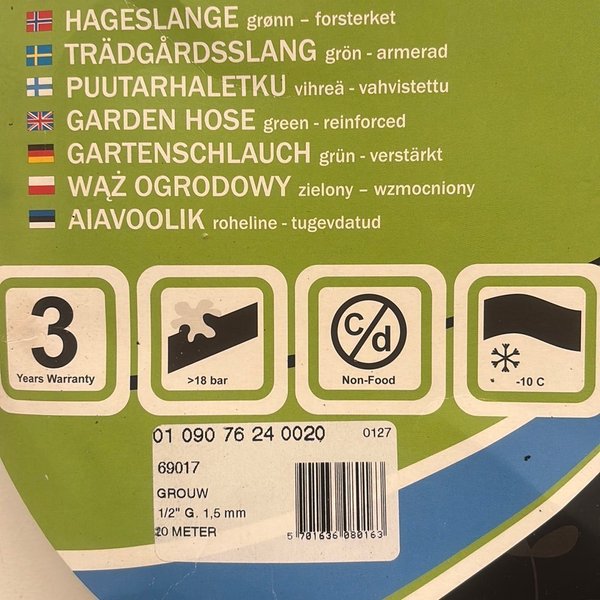 HAGESLANGE grønn – forsterket
TRÄDGÅRDSSLANG grön - armerad
PUUTARHALETKU vihreä - vahvistettu
GARDEN HOSE green - reinforced
GARTENSCHLAUCH grün - verstärkt
WĄŻ OGRODOWY zielony – wzmocniony
AIAVOOLIK roheline - tugevdatud
3
Years Warranty
>18 bar
c/d
Non-Food
-10 C
01 090 76 24 0020 0127
69017
GROUW
1/2" G. 1,5 mm
20 METER
5 701636 080163